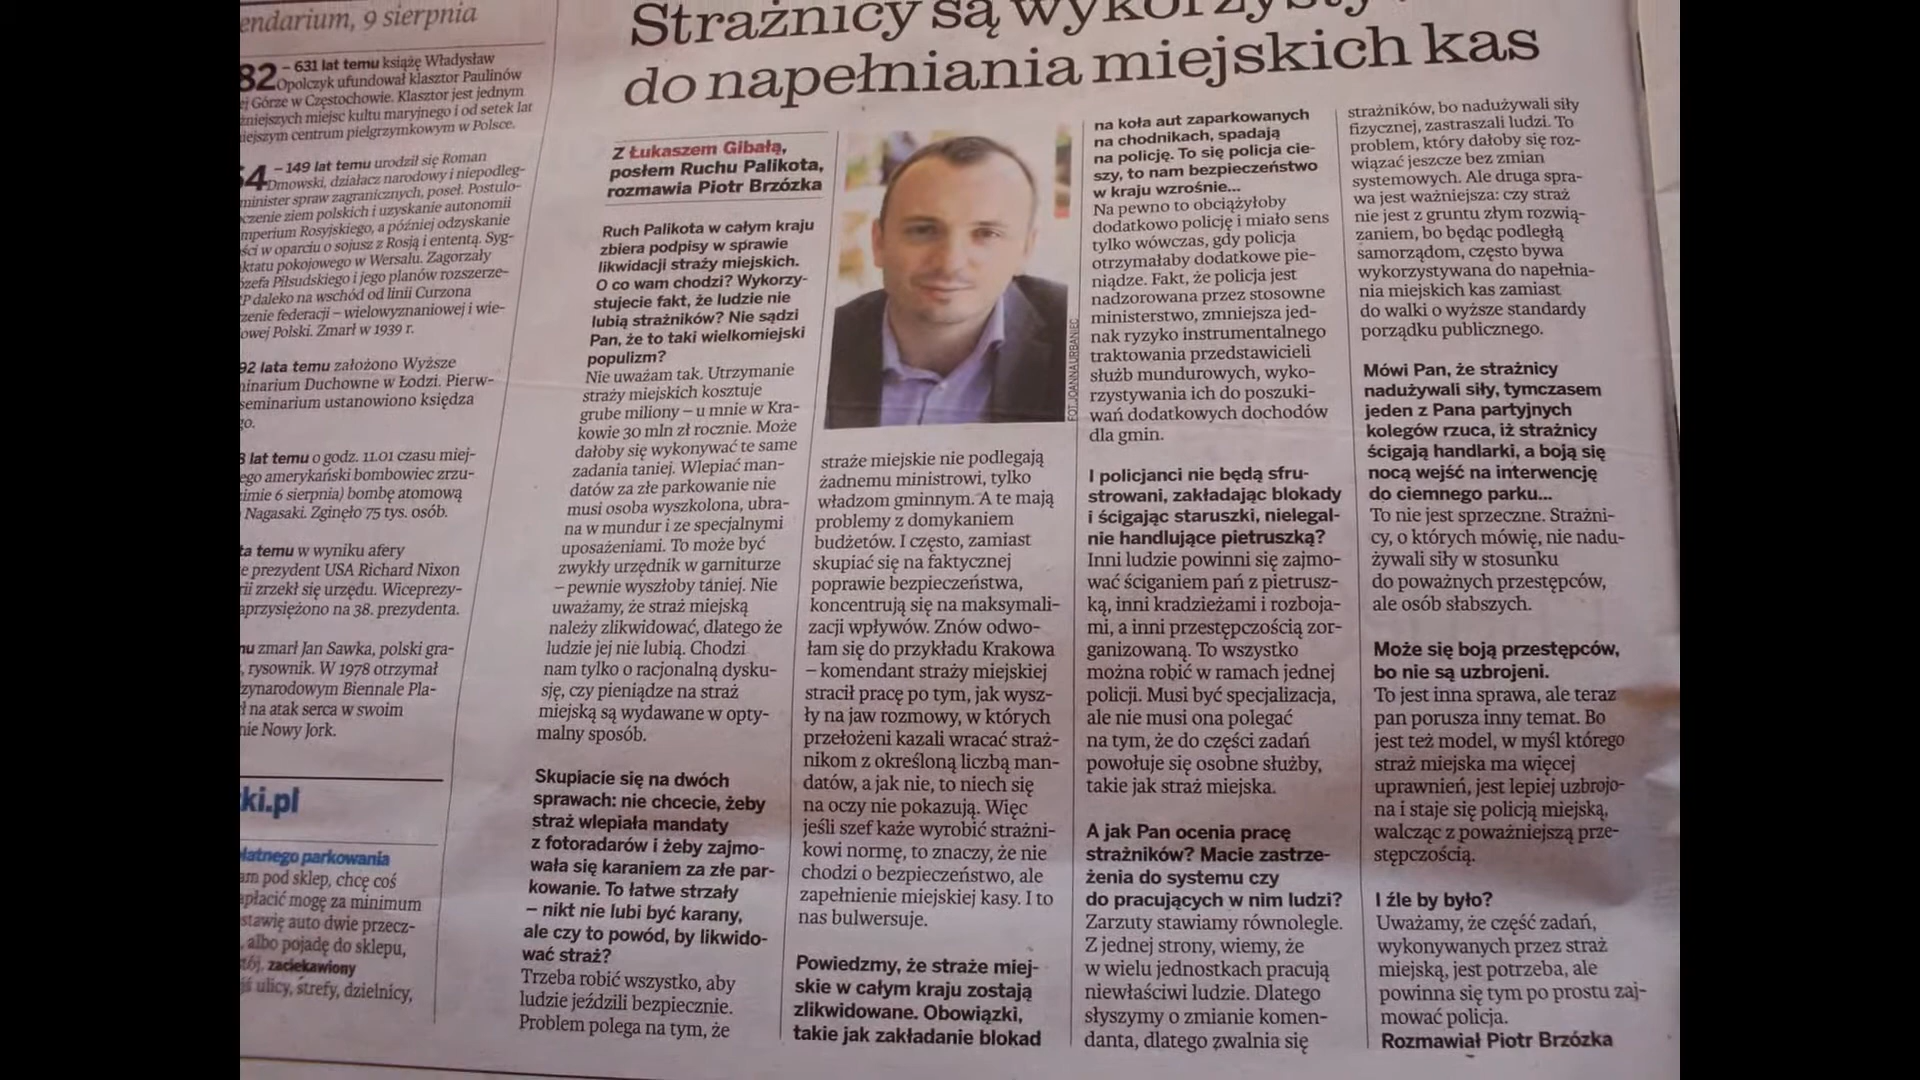 endarium, 9 sierpnia
82 – 631 lat temu książę Władysław
Opolczyk ufundował klasztor Paulinów
Górze w Częstochowie. Klasztor jest jednym
miejsc kultu maryjnego i od setek lat
centrum pielgrzymkowym w Polsce.
– 149 lat temu urodził się Roman
Dmowski, działacz narodowy i niepodleg-
minister spraw zagranicznych, poseł. Postulo-
ziem polskich i uzyskanie autonomii
mperium Rosyjskiego, a później odzyskanie
ści w oparciu o sojusz z Rosją i ententą. Syg-
ktatu pokojowego w Wersalu. Zagorzały
ózefa Piłsudskiego i jego planów rozszerze-
P daleko na wschód od linii Curzona
zenie federacji – wielowyznaniowej i wie-
owej Polski. Zmarł w 1939 r.
92 lata temu założono Wyższe
minarium Duchowne w Łodzi. Pierw-
seminarium ustanowiono księdza
go.
8 lat temu o godz. 11.01 czasu miej-
ego amerykański bombowiec zrzu-
imie 6 sierpnia) bombę atomową
Nagasaki. Zginęło 75 tys. osób.
ta temu w wyniku afery
e prezydent USA Richard Nixon
rii zrzekł się urzędu. Wiceprezy-
aprzysiężono na 38. prezydenta.
nu zmarł Jan Sawka, polski gra-
, rysownik. W 1978 otrzymał
zynarodowym Biennale Pla-
ł na atak serca w swoim
nie Nowy Jork.
ki.pl
łatnego parkowania
am pod sklep, chcę coś
apłacić mogę za minimum
stawię auto dwie przecz-
, albo pojadę do sklepu,
zaciekawiony
ulicy, strefy, dzielnicy,
Strażnicy są
do napełniania miejskich kas
Z Łukaszem Gibałą,
posłem Ruchu Palikota,
rozmawia Piotr Brzózka
Ruch Palikota w całym kraju
zbiera podpisy w sprawie
likwidacji straży miejskich.
O co wam chodzi? Wykorzy-
stujecie fakt, że ludzie nie
lubią strażników? Nie sądzi
Pan, że to taki wielkomiejski
populizm?
Nie uważam tak. Utrzymanie
straży miejskich kosztuje
grube miliony – u mnie w Kra-
kowie 30 mln zł rocznie. Może
dałoby się wykonywać te same
zadania taniej. Wlepiać man-
datów za złe parkowanie nie
musi osoba wyszkolona, ubra-
na w mundur i ze specjalnymi
uposażeniami. To może być
zwykły urzędnik w garniturze
– pewnie wyszłoby taniej. Nie
uważamy, że straż miejską
należy zlikwidować, dlatego że
ludzie jej nie lubią. Chodzi
nam tylko o racjonalną dysku-
sję, czy pieniądze na straż
miejską są wydawane w opty-
malny sposób.
Skupiacie się na dwóch
sprawach: nie chcecie, żeby
straż wlepiała mandaty
z fotoradarów i żeby zajmo-
wała się karaniem za złe par-
kowanie. To łatwe strzały
– nikt nie lubi być karany,
ale czy to powód, by likwido-
wać straż?
Trzeba robić wszystko, aby
ludzie jeździli bezpiecznie.
Problem polega na tym, że
FOT. JOANNA URBANIEC
straże miejskie nie podlegają
żadnemu ministrowi, tylko
władzom gminnym. A te mają
problemy z domykaniem
budżetów. I często, zamiast
skupiać się na faktycznej
poprawie bezpieczeństwa,
koncentrują się na maksymali-
zacji wpływów. Znów odwo-
łam się do przykładu Krakowa
– komendant straży miejskiej
stracił pracę po tym, jak wysz-
ły na jaw rozmowy, w których
przełożeni kazali wracać straż-
nikom z określoną liczbą man-
datów, a jak nie, to niech się
na oczy nie pokazują. Więc
jeśli szef każe wyrobić strażni-
kowi normę, to znaczy, że nie
chodzi o bezpieczeństwo, ale
zapełnienie miejskiej kasy. I to
nas bulwersuje.
Powiedzmy, że straże miej-
skie w całym kraju zostają
zlikwidowane. Obowiązki,
takie jak zakładanie blokad
na koła aut zaparkowanych
na chodnikach, spadają
na policję. To się policja cie-
szy, to nam bezpieczeństwo
w kraju wzrośnie...
Na pewno to obciążyłoby
dodatkowo policję i miało sens
tylko wówczas, gdy policja
otrzymałaby dodatkowe pie-
niądze. Fakt, że policja jest
nadzorowana przez stosowne
ministerstwo, zmniejsza jed-
nak ryzyko instrumentalnego
traktowania przedstawicieli
służb mundurowych, wyko-
rzystywania ich do poszuki-
wań dodatkowych dochodów
dla gmin.
I policjanci nie będą sfru-
strowani, zakładając blokady
i ścigając staruszki, nielegal-
nie handlujące pietruszką?
Inni ludzie powinni się zajmo-
wać ściganiem pań z pietrusz-
ką, inni kradzieżami i rozboja-
mi, a inni przestępczością zor-
ganizowaną. To wszystko
można robić w ramach jednej
policji. Musi być specjalizacja,
ale nie musi ona polegać
na tym, że do części zadań
powołuje się osobne służby,
takie jak straż miejska.
A jak Pan ocenia pracę
strażników? Macie zastrze-
żenia do systemu czy
do pracujących w nim ludzi?
Zarzuty stawiamy równolegle.
Z jednej strony, wiemy, że
w wielu jednostkach pracują
niewłaściwi ludzie. Dlatego
słyszymy o zmianie komen-
danta, dlatego zwalnia się
strażników, bo nadużywali siły
fizycznej, zastraszali ludzi. To
problem, który dałoby się roz-
wiązać jeszcze bez zmian
systemowych. Ale druga spra-
wa jest ważniejsza: czy straż
nie jest z gruntu złym rozwią-
zaniem, bo będąc podległą
samorządom, często bywa
wykorzystywana do napełnia-
nia miejskich kas zamiast
do walki o wyższe standardy
porządku publicznego.
Mówi Pan, że strażnicy
nadużywali siły, tymczasem
jeden z Pana partyjnych
kolegów rzuca, iż strażnicy
ścigają handlarki, a boją się
nocą wejść na interwencję
do ciemnego parku...
To nie jest sprzeczne. Strażni-
cy, o których mówię, nie nadu-
żywali siły w stosunku
do poważnych przestępców,
ale osób słabszych.
Może się boją przestępców,
bo nie są uzbrojeni.
To jest inna sprawa, ale teraz
pan porusza inny temat. Bo
jest też model, w myśl którego
straż miejska ma więcej
uprawnień, jest lepiej uzbrojo-
na i staje się policją miejską,
walcząc z poważniejszą prze-
stępczością.
I źle by było?
Uważamy, że część zadań,
wykonywanych przez straż
miejską, jest potrzeba, ale
powinna się tym po prostu zaj-
mować policja.
Rozmawiał Piotr Brzózka